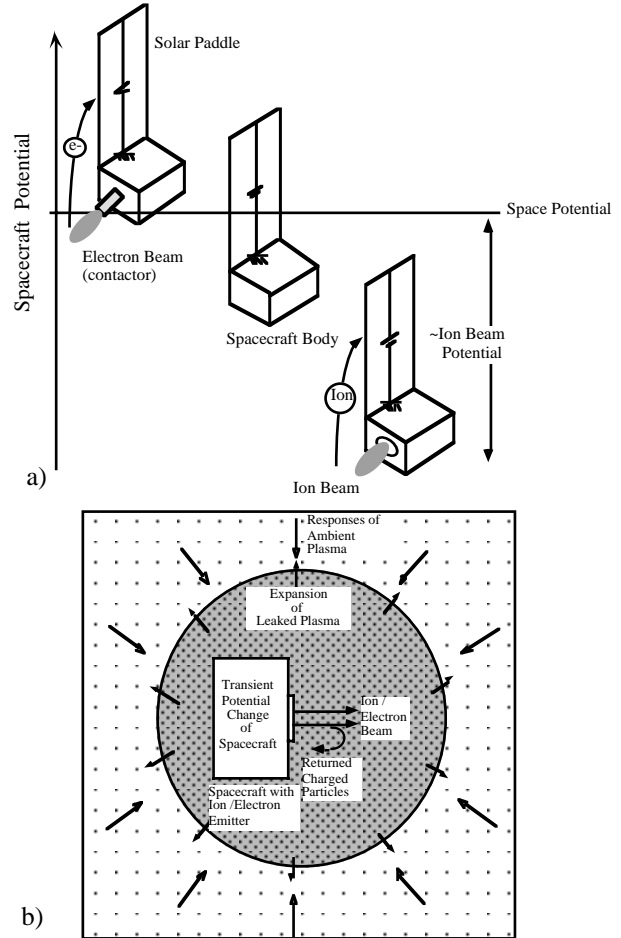 Solar Paddle
e-
Spacecraft Potential
Space Potential
Electron Beam
(contactor)
Spacecraft Body
~Ion Beam
Potential
Ion
Ion Beam
a)
Responses of
Ambient
Plasma
Expansion
of
Leaked Plasma
Transient
Potential
Change
of
Spacecraft
Ion /
Electron
Beam
Returned
Charged
Particles
Spacecraft with
Ion /Electron
Emitter
b)